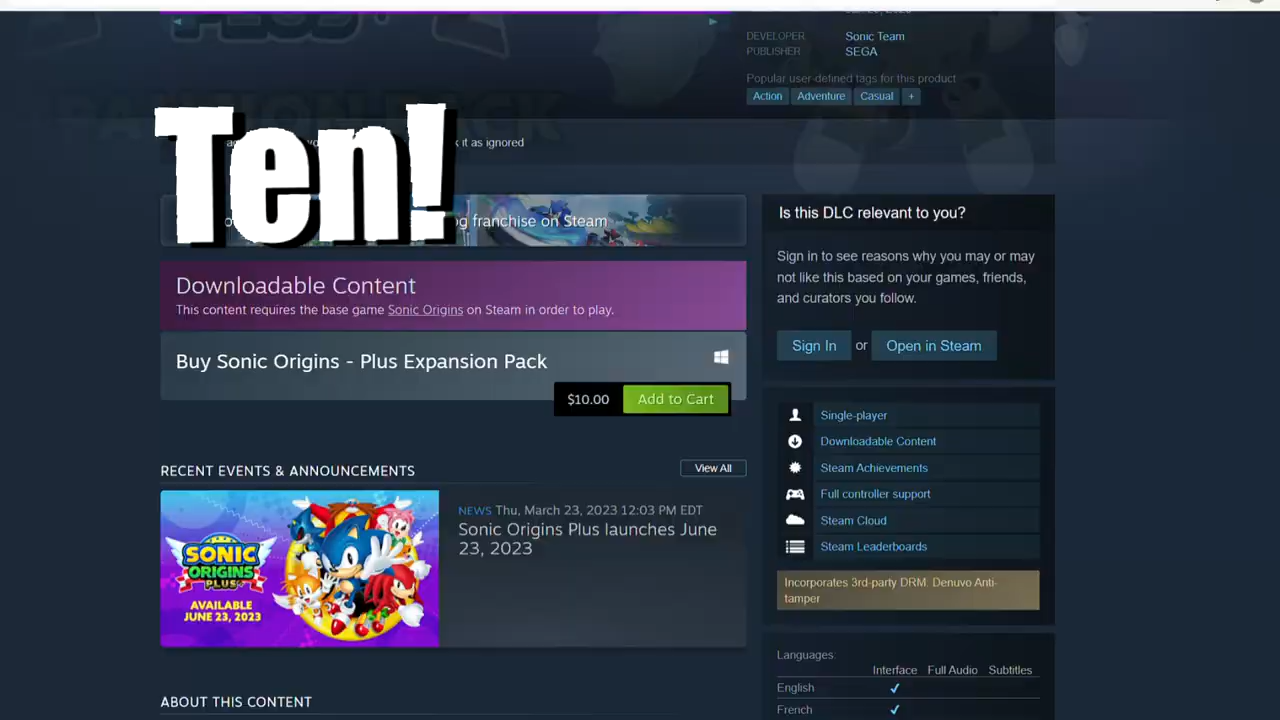 PLUS
DEVELOPER: Sonic Team
PUBLISHER: SEGA
Popular user-defined tags for this product
Action Adventure Casual +
Ten!
it as ignored
franchise on Steam
Downloadable Content
This content requires the base game Sonic Origins on Steam in order to play.
Buy Sonic Origins - Plus Expansion Pack
$10.00 Add to Cart
RECENT EVENTS & ANNOUNCEMENTS View All
NEWS Thu, March 23, 2023 12:03 PM EDT
Sonic Origins Plus launches June
23, 2023
SONIC
ORIGINS
PLUS
AVAILABLE
JUNE 23, 2023
ABOUT THIS CONTENT
Is this DLC relevant to you?
Sign in to see reasons why you may or may
not like this based on your games, friends,
and curators you follow.
Sign In or Open in Steam
Single-player
Downloadable Content
Steam Achievements
Full controller support
Steam Cloud
Steam Leaderboards
Incorporates 3rd-party DRM: Denuvo Anti-
tamper
Languages:
Interface Full Audio Subtitles
English ✔
French ✔